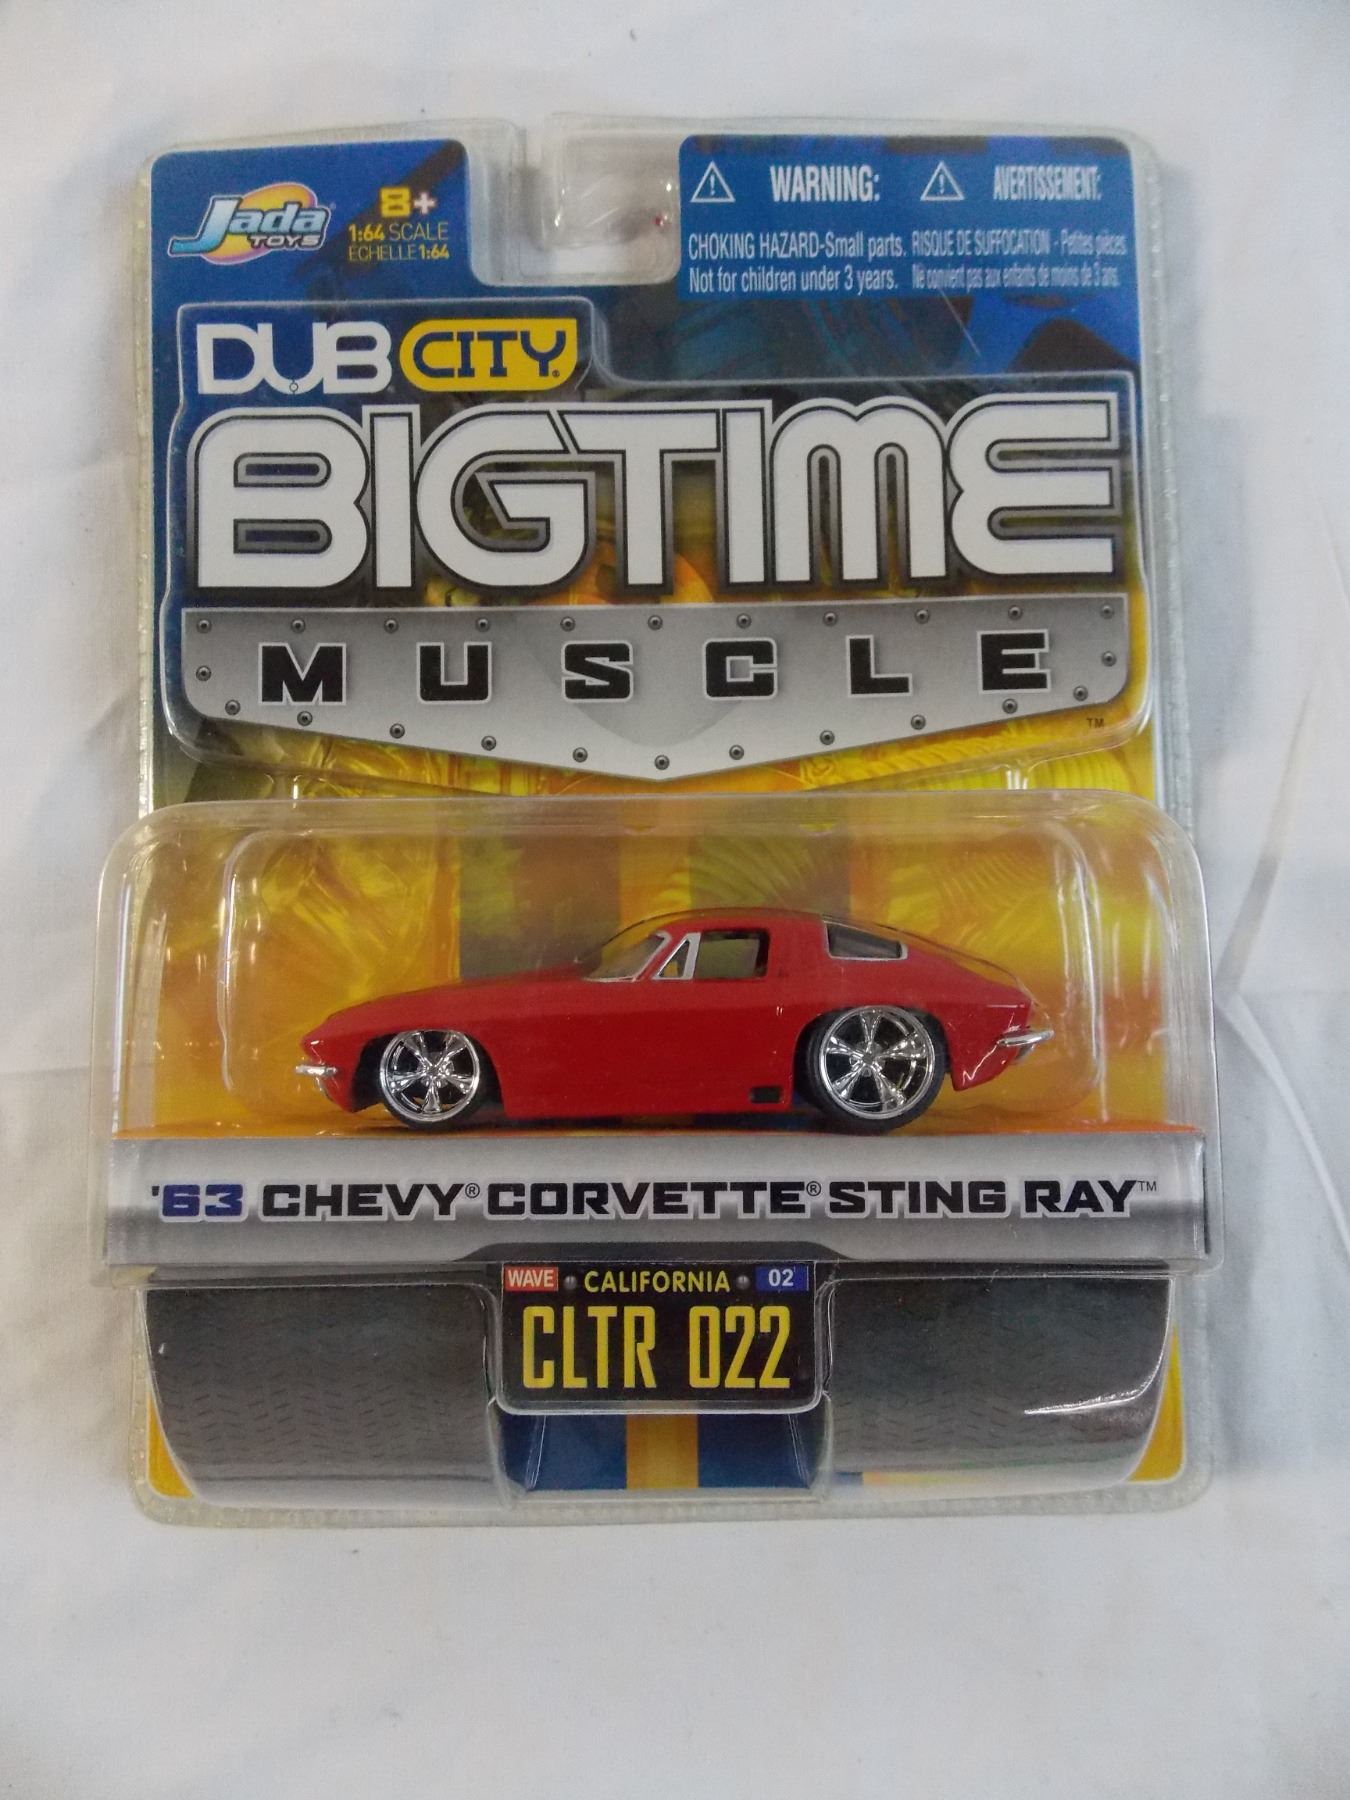 Jada
TOYS
8+
1:64 SCALE
ECHELLE 1:64
WARNING:
CHOKING HAZARD-Small parts.
Not for children under 3 years.
AVERTISSEMENT:
RISQUE DE SUFFOCATION - Petites pièces.
Ne convient pas aux enfants de moins de 3 ans.
DUB CITY®
BIGTIME
MUSCLE
TM
'63 CHEVY® CORVETTE® STING RAY™
WAVE • CALIFORNIA • 02
CLTR 022